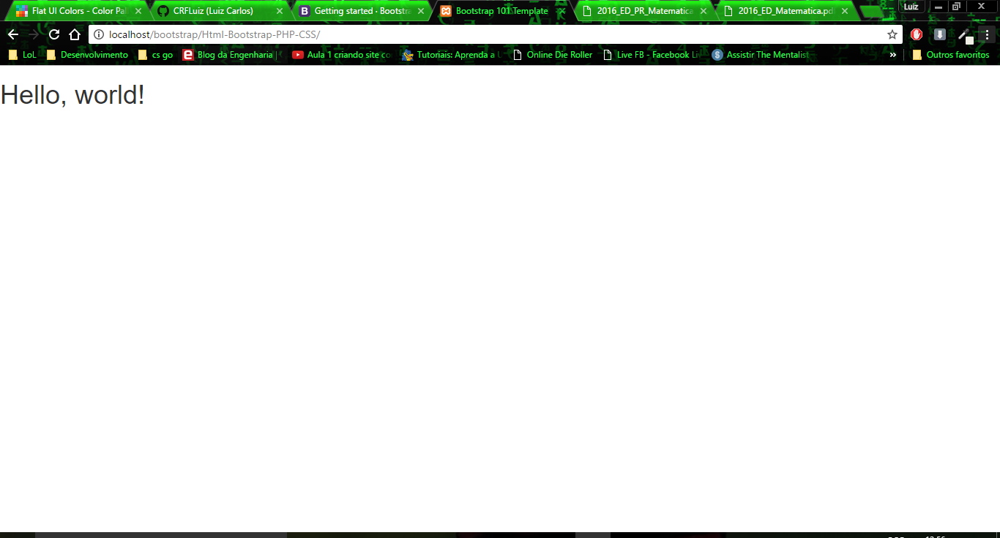 Flat UI Colors - Color Pal
CRFLuiz (Luiz Carlos)
Getting started · Bootstra
Bootstrap 101 Template
2016_ED_PR_Matematica
2016_ED_Matematica.pd
Luiz
localhost/bootstrap/Html-Bootstrap-PHP-CSS/
LoL
Desenvolvimento
cs go
Blog da Engenharia |
Aula 1 criando site co
Tutoriais: Aprenda a
Online Die Roller
Live FB - Facebook Li
Assistir The Mentalist
»
Outros favoritos
Hello, world!